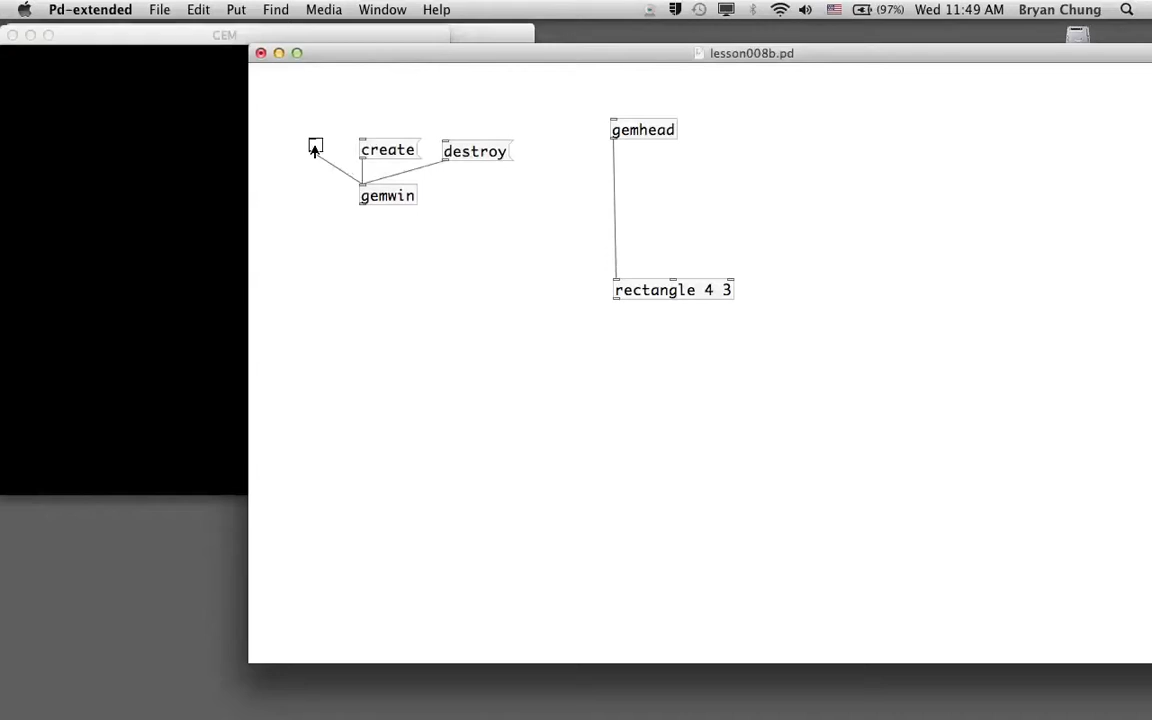 Pd-extended File Edit Put Find Media Window Help (97%) Wed 11:49 AM Bryan Chung
lesson008b.pd
gemhead
create
destroy
gemwin
rectangle 4 3